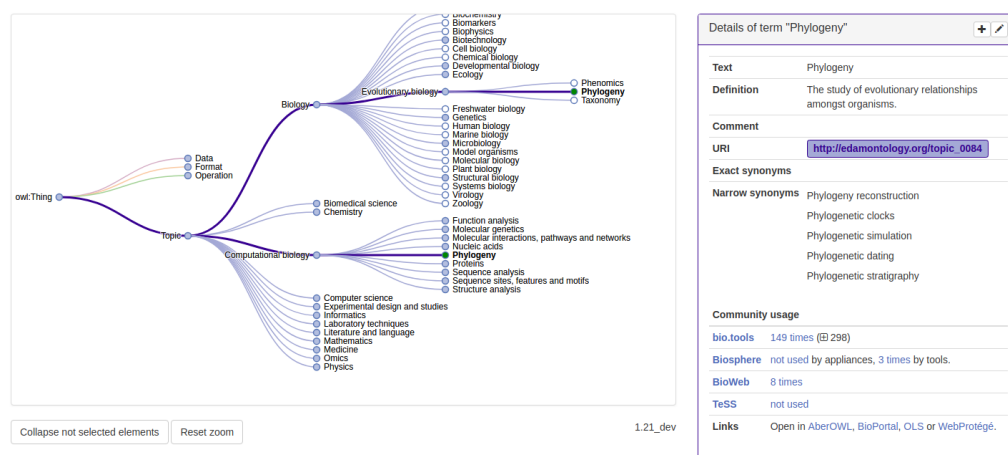 Biochemistry
Biomarkers
Biophysics
Biotechnology
Cell biology
Chemical biology
Developmental biology
Ecology
Evolutionary biology
Phenomics
Phylogeny
Taxonomy
Biology
Freshwater biology
Genetics
Human biology
Marine biology
Microbiology
Model organisms
Molecular biology
Plant biology
Structural biology
Systems biology
Virology
Zoology
Data
Format
Operation
owl:Thing
Biomedical science
Chemistry
Topic
Function analysis
Molecular genetics
Molecular interactions, pathways and networks
Nucleic acids
Computational biology
Phylogeny
Proteins
Sequence analysis
Sequence sites, features and motifs
Structure analysis
Computer science
Experimental design and studies
Informatics
Laboratory techniques
Literature and language
Mathematics
Medicine
Omics
Physics
Collapse not selected elements
Reset zoom
1.21_dev
Details of term "Phylogeny"
Text Phylogeny
Definition The study of evolutionary relationships
amongst organisms.
Comment
URI http://edamontology.org/topic_0084
Exact synonyms
Narrow synonyms Phylogeny reconstruction
Phylogenetic clocks
Phylogenetic simulation
Phylogenetic dating
Phylogenetic stratigraphy
Community usage
bio.tools 149 times (298)
Biosphere not used by appliances, 3 times by tools.
BioWeb 8 times
TeSS not used
Links Open in AberOWL, BioPortal, OLS or WebProtégé.